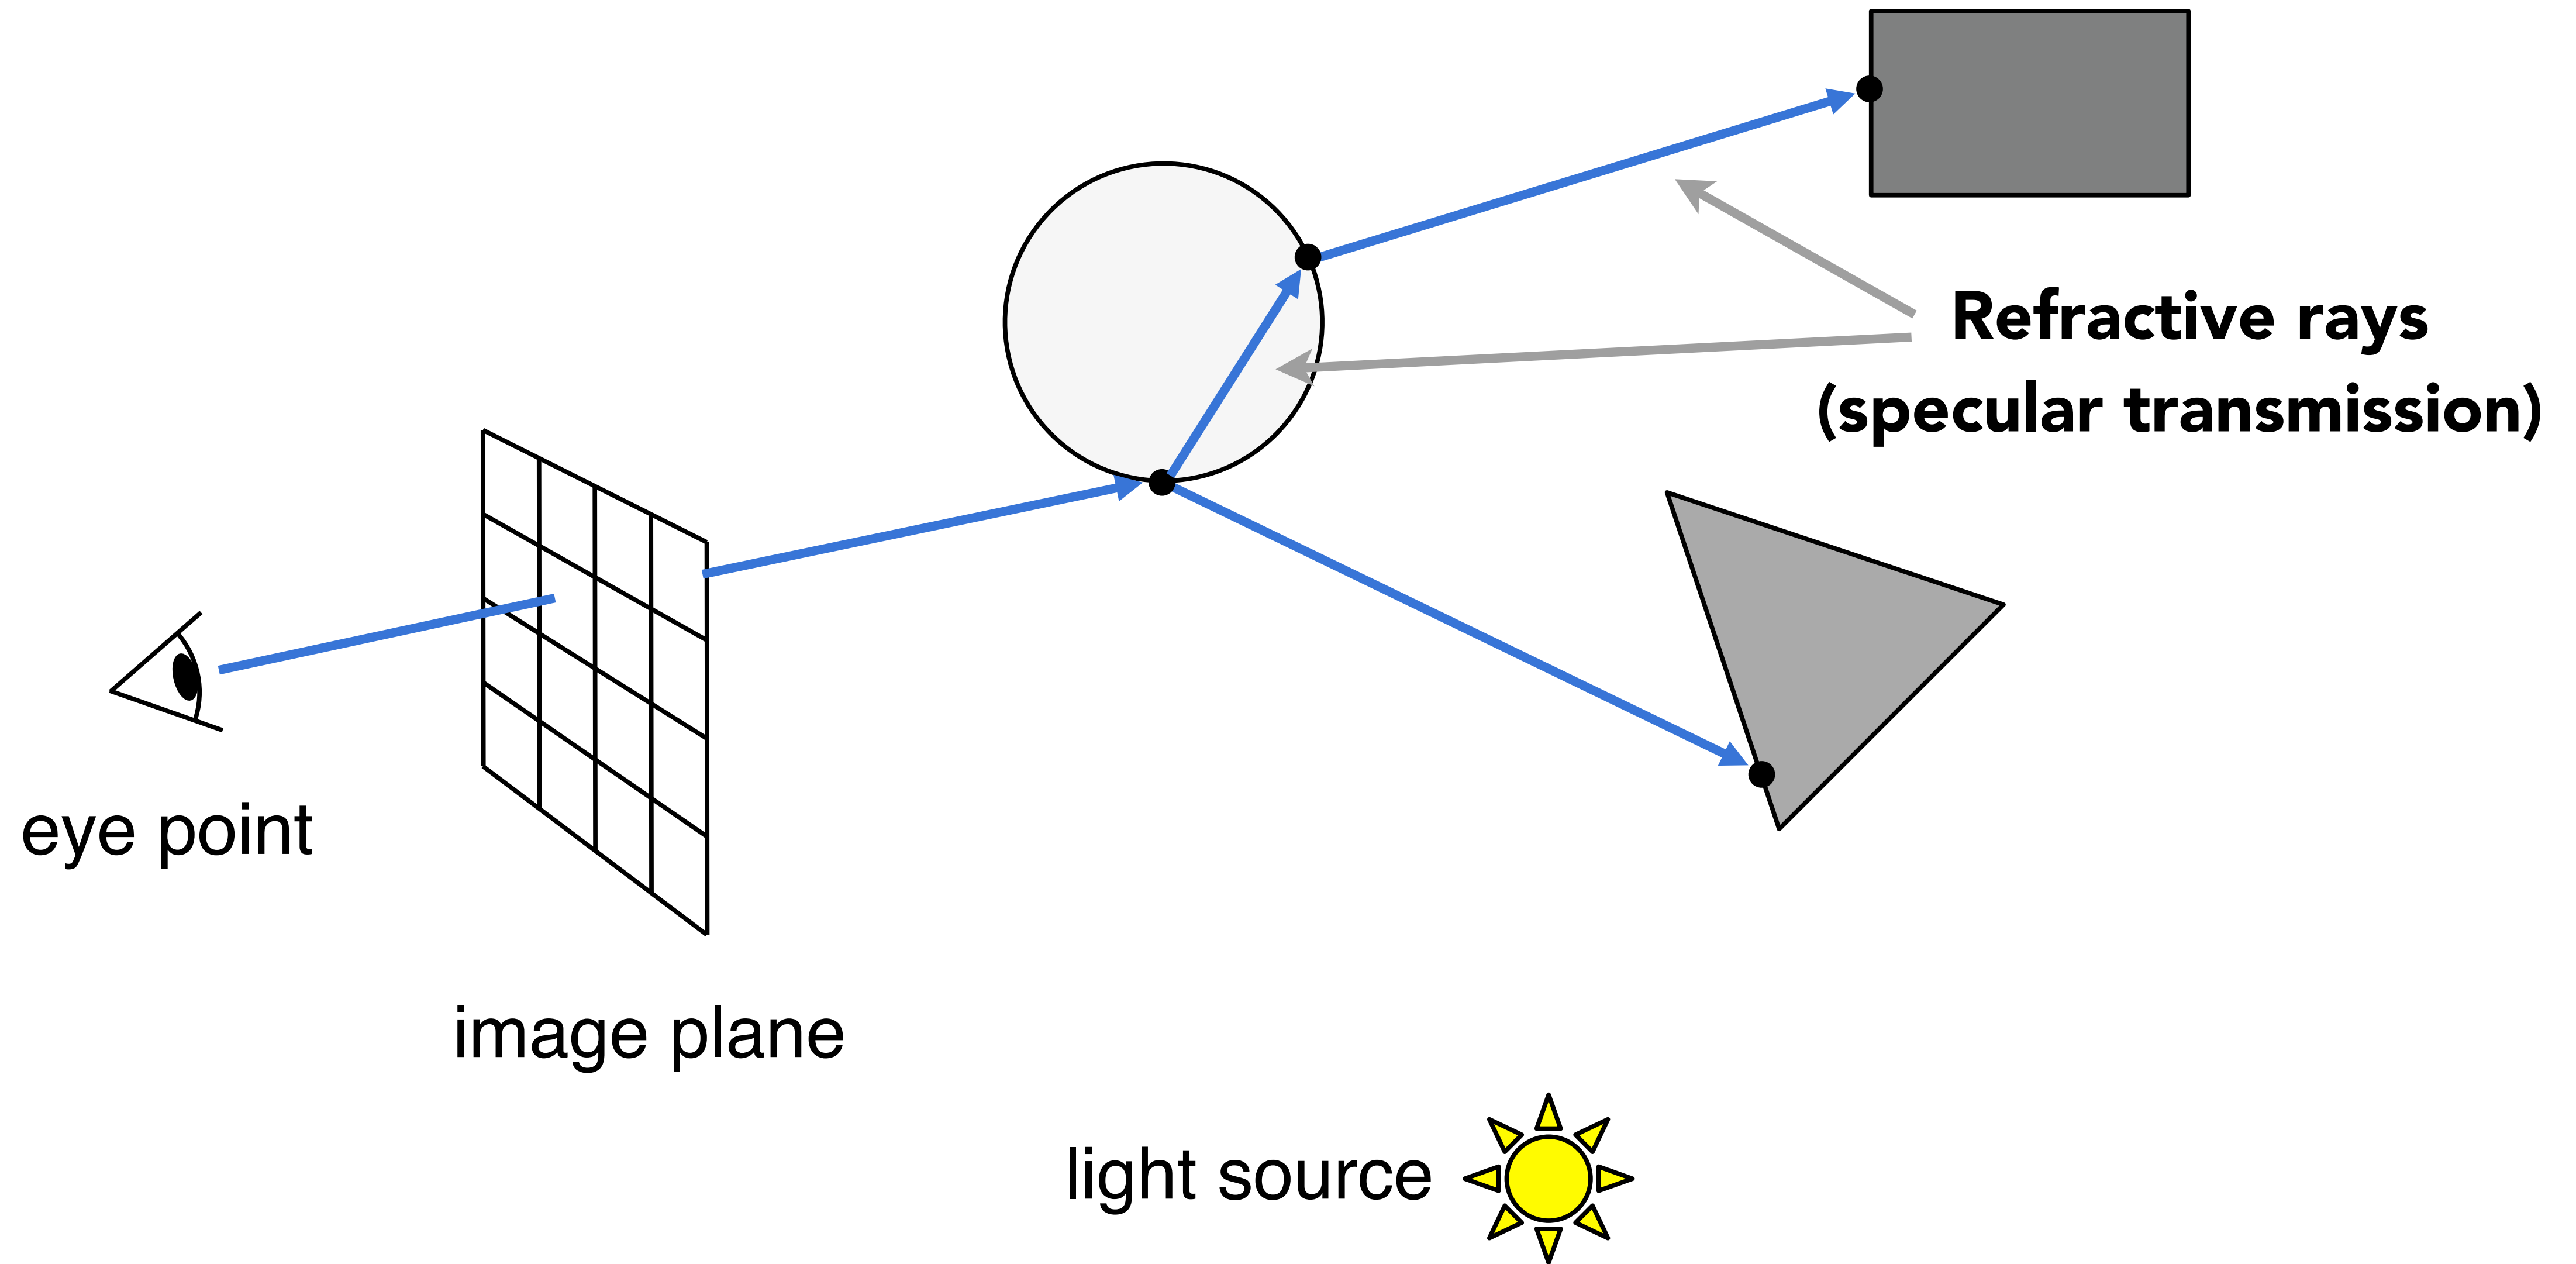 Refractive rays
(specular transmission)
eye point
image plane
light source